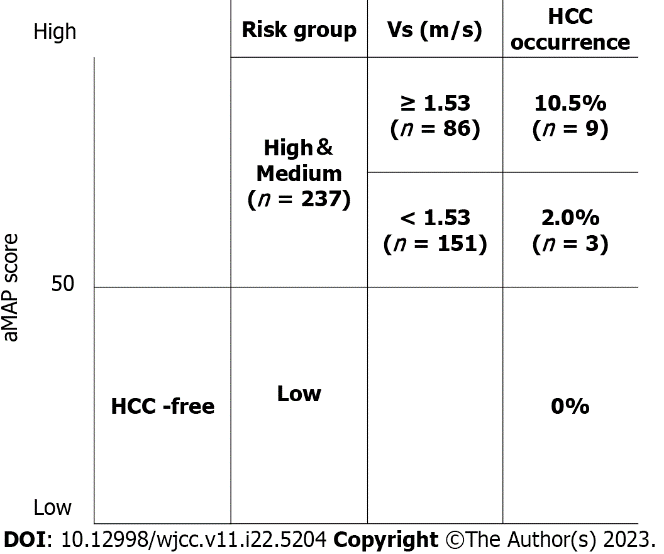 High
Risk group
Vs (m/s)
HCC
occurrence
High &
Medium
(n = 237)
≥ 1.53
(n = 86)
10.5%
(n = 9)
< 1.53
(n = 151)
2.0%
(n = 3)
aMAP score
50
HCC -free
Low
0%
Low
DOI: 10.12998/wjcc.v11.i22.5204 Copyright ©The Author(s) 2023.